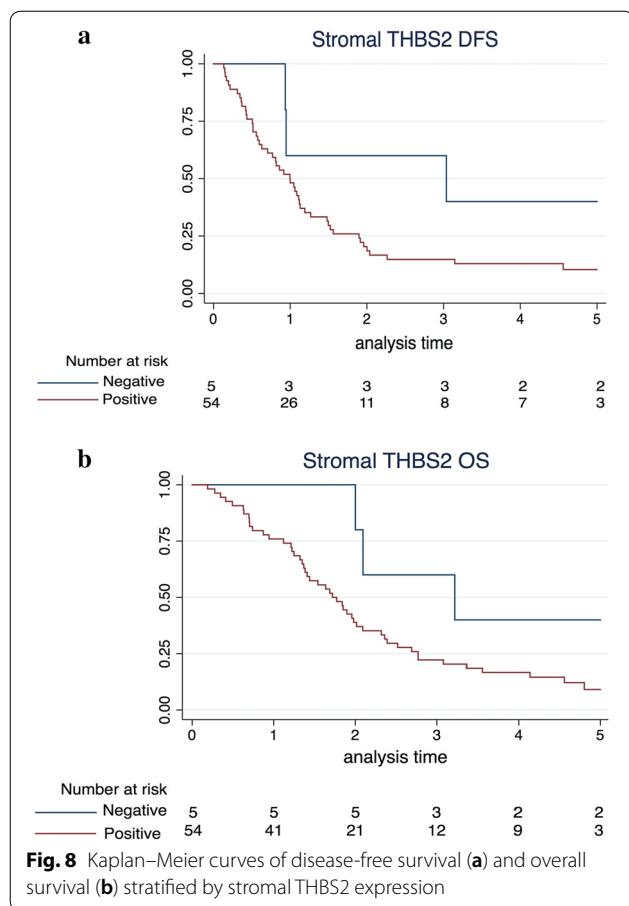 a
Stromal THBS2 DFS
1.00
0.75
0.50
0.25
0.00
0 1 2 3 4 5
analysis time
Number at risk
Negative 5 3 3 3 2 2
Positive 54 26 11 8 7 3
b
Stromal THBS2 OS
1.00
0.75
0.50
0.25
0.00
0 1 2 3 4 5
analysis time
Number at risk
Negative 5 5 5 3 2 2
Positive 54 41 21 12 9 3
Fig. 8 Kaplan–Meier curves of disease-free survival (a) and overall
survival (b) stratified by stromal THBS2 expression